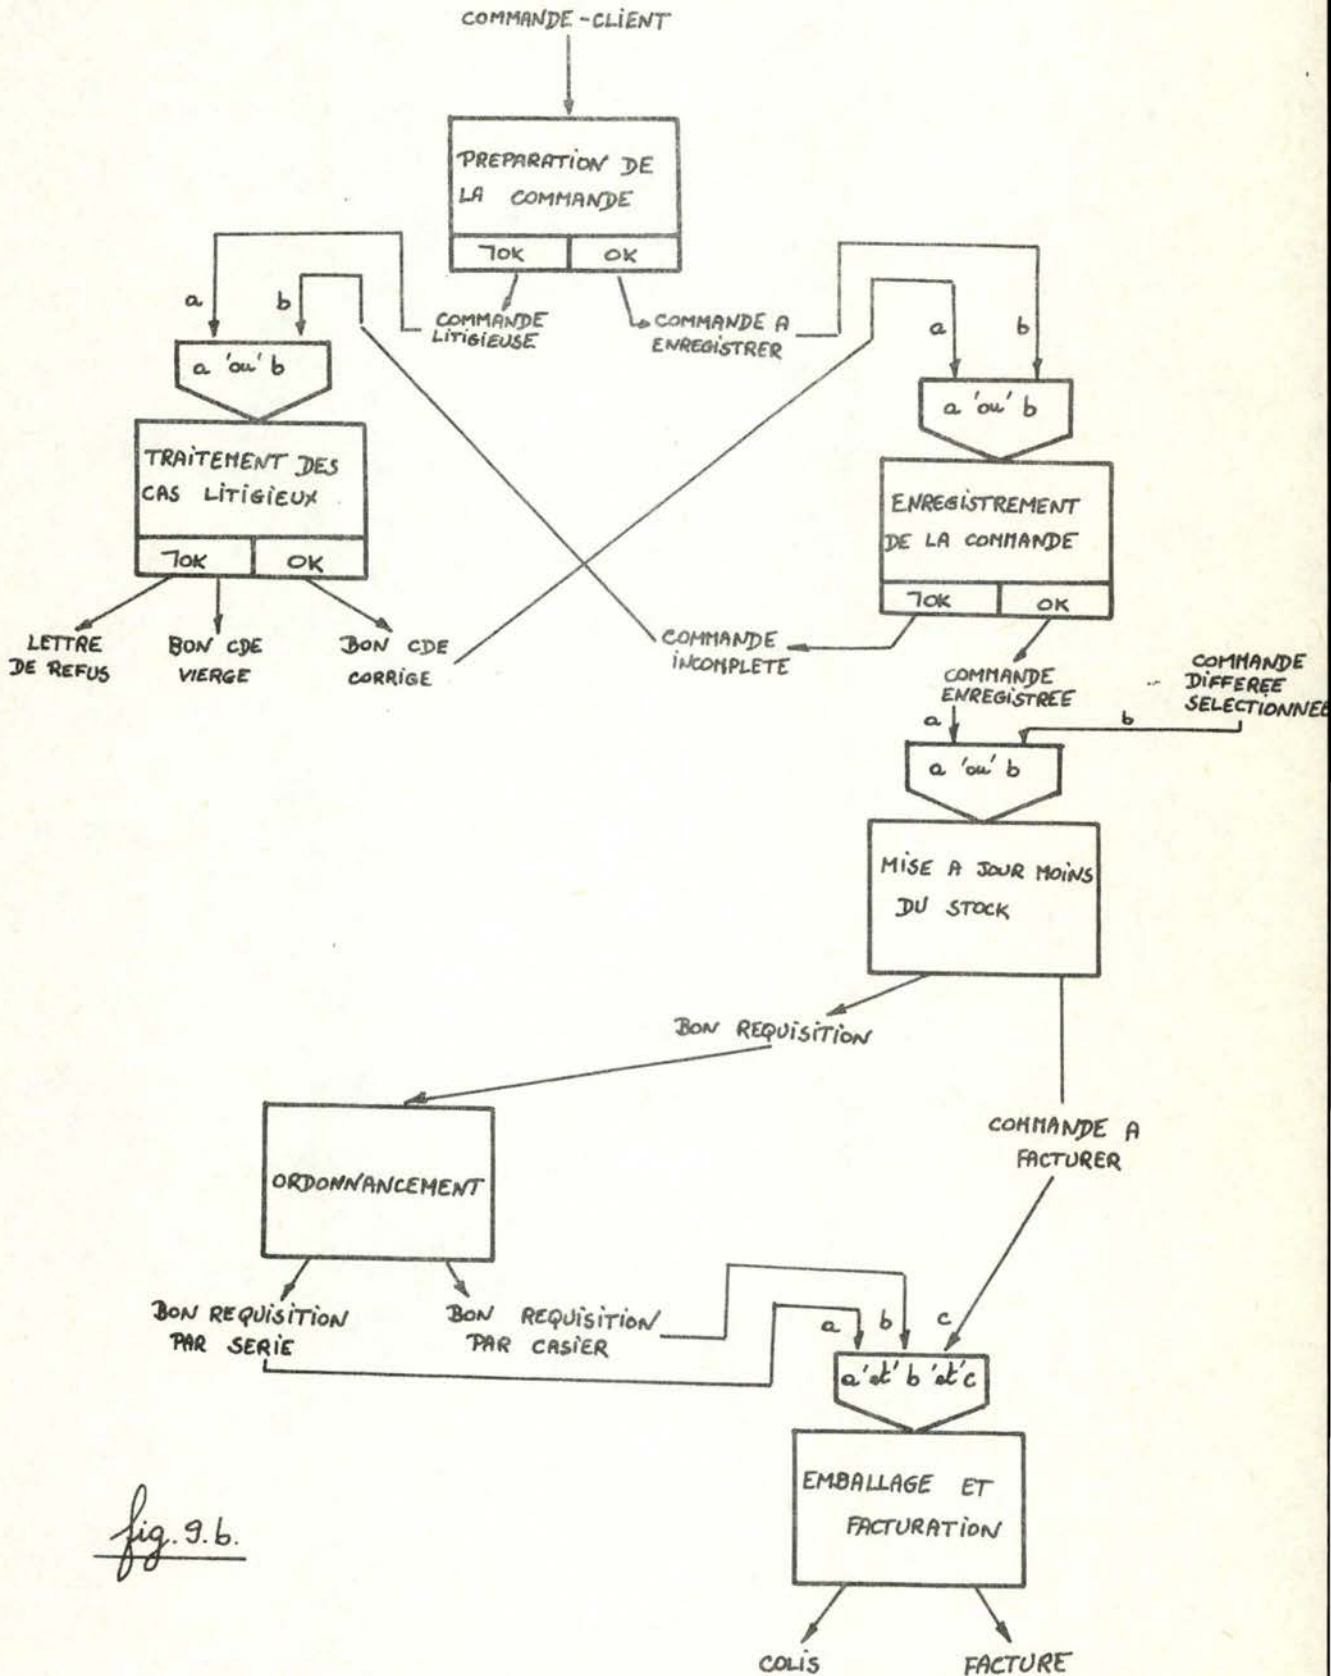 COMMANDE-CLIENT
PREPARATION DE
LA COMMANDE
¬OK
OK
a
b
COMMANDE
LITIGIEUSE
COMMANDE A
ENREGISTRER
a
b
a 'ou' b
a 'ou' b
TRAITEMENT DES
CAS LITIGIEUX
¬OK
OK
ENREGISTREMENT
DE LA COMMANDE
¬OK
OK
LETTRE
DE REFUS
BON CDE
VIERGE
BON CDE
CORRIGE
COMMANDE
INCOMPLETE
COMMANDE
ENREGISTREE
COMMANDE
DIFFEREE
SELECTIONNEE
a
b
a 'ou' b
MISE A JOUR MOINS
DU STOCK
BON REQUISITION
COMMANDE A
FACTURER
ORDONNANCEMENT
BON REQUISITION
PAR SERIE
BON REQUISITION
PAR CASIER
a
b
c
a 'et' b 'et' c
EMBALLAGE ET
FACTURATION
fig. 9.b.
COLIS
FACTURE